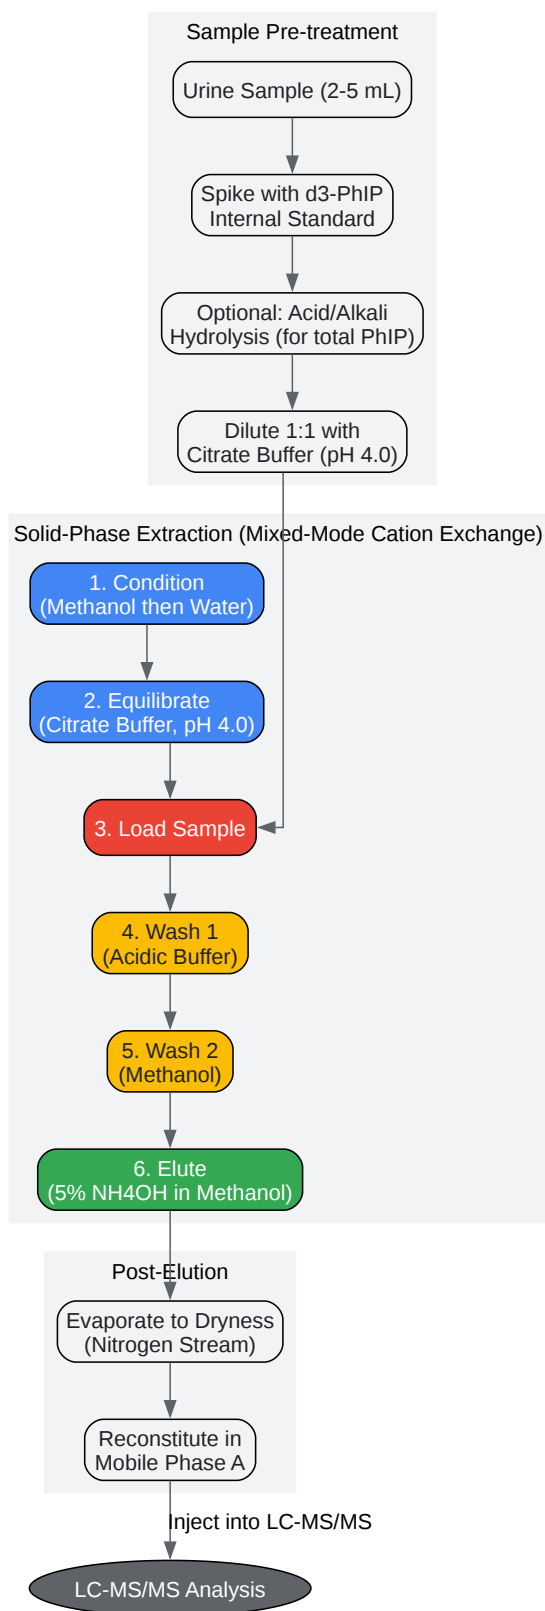 Sample Pre-treatment
Urine Sample (2-5 mL)
Spike with d3-PhIP
Internal Standard
Optional: Acid/Alkali
Hydrolysis (for total PhIP)
Dilute 1:1 with
Citrate Buffer (pH 4.0)
Solid-Phase Extraction (Mixed-Mode Cation Exchange)
1. Condition
(Methanol then Water)
2. Equilibrate
(Citrate Buffer, pH 4.0)
3. Load Sample
4. Wash 1
(Acidic Buffer)
5. Wash 2
(Methanol)
6. Elute
(5% NH4OH in Methanol)
Post-Elution
Evaporate to Dryness
(Nitrogen Stream)
Reconstitute in
Mobile Phase A
Inject into LC-MS/MS
LC-MS/MS Analysis